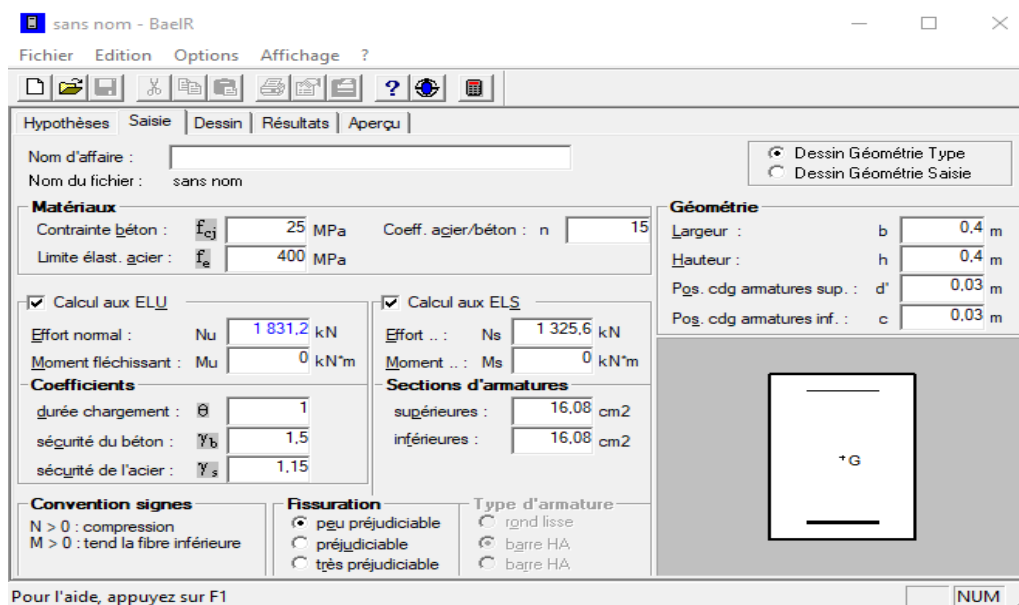 sans nom - BaelR
Fichier Edition Options Affichage ?
Hypothèses Saisie Dessin Résultats Aperçu
Nom d'affaire :
Nom du fichier : sans nom
Dessin Géométrie Type
Dessin Géométrie Saisie
Matériaux
Contrainte béton : fcj 25 MPa Coeff. acier/béton : n 15
Limite élast. acier : fe 400 MPa
Géométrie
Largeur : b 0,4 m
Hauteur : h 0,4 m
Pos. cdg armatures sup. : d' 0,03 m
Pos. cdg armatures inf. : c 0,03 m
Calcul aux ELU
Effort normal : Nu 1 831,2 kN
Moment fléchissant : Mu 0 kN*m
Calcul aux ELS
Effort .. : Ns 1 325,6 kN
Moment .. : Ms 0 kN*m
Coefficients
durée chargement : θ 1
sécurité du béton : γb 1,5
sécurité de l'acier : γs 1,15
Sections d'armatures
supérieures : 16,08 cm2
inférieures : 16,08 cm2
+G
Convention signes
N > 0 : compression
M > 0 : tend la fibre inférieure
Fissuration
peu préjudiciable
préjudiciable
très préjudiciable
Type d'armature
rond lisse
barre HA
barre HA
Pour l'aide, appuyez sur F1 NUM